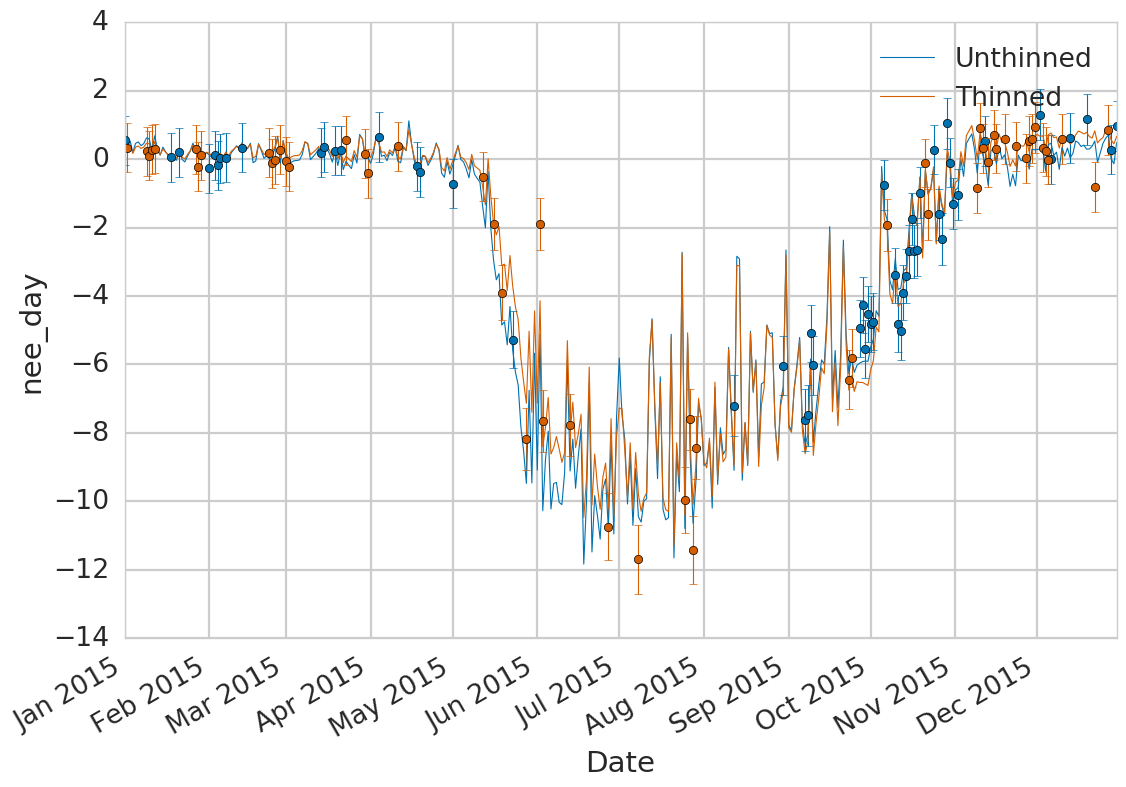 4
2
0
−2
−4
−6
−8
−10
−12
−14
nee_day
Unthinned
Thinned
Jan 2015
Feb 2015
Mar 2015
Apr 2015
May 2015
Jun 2015
Jul 2015
Aug 2015
Sep 2015
Oct 2015
Nov 2015
Dec 2015
Date